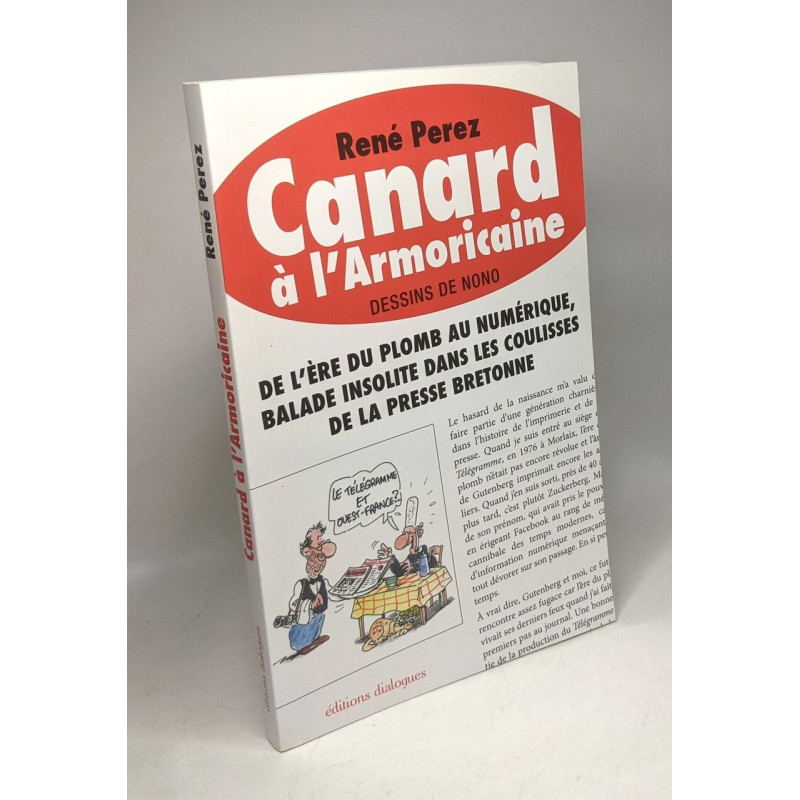 René Perez
Canard
à l'Armoricaine
DESSINS DE NONO
DE L'ÈRE DU PLOMB AU NUMÉRIQUE,
BALADE INSOLITE DANS LES COULISSES
DE LA PRESSE BRETONNE
Le hasard de la naissance m'a valu
faire partie d'une génération charniè
dans l'histoire de l'imprimerie et de
presse. Quand je suis entré au siège
Télégramme, en 1976 à Morlaix, l'ère
plomb n'était pas encore révolue et l'â
de Gutenberg imprimait encore les a
liers. Quand j'en suis sorti, près de 40
plus tard, c'est plutôt Zuckerberg, M
de son prénom, qui avait pris le pou
en érigeant Facebook au rang de mé
cannibale des temps modernes, ca
d'information numérique menaçant
tout dévorer sur son passage. En si pe
temps.
À vrai dire, Gutenberg et moi, ce fut
rencontre assez fugace car l'ère du pl
vivait ses derniers feux quand j'ai fait
premiers pas au journal. Une bonne
tie de la production du Télégramme
LE TÉLÉGRAMME
ET
OUEST-FRANCE?
éditions dialogues
René Perez
Canard à l'Armoricaine
éditions dialogues